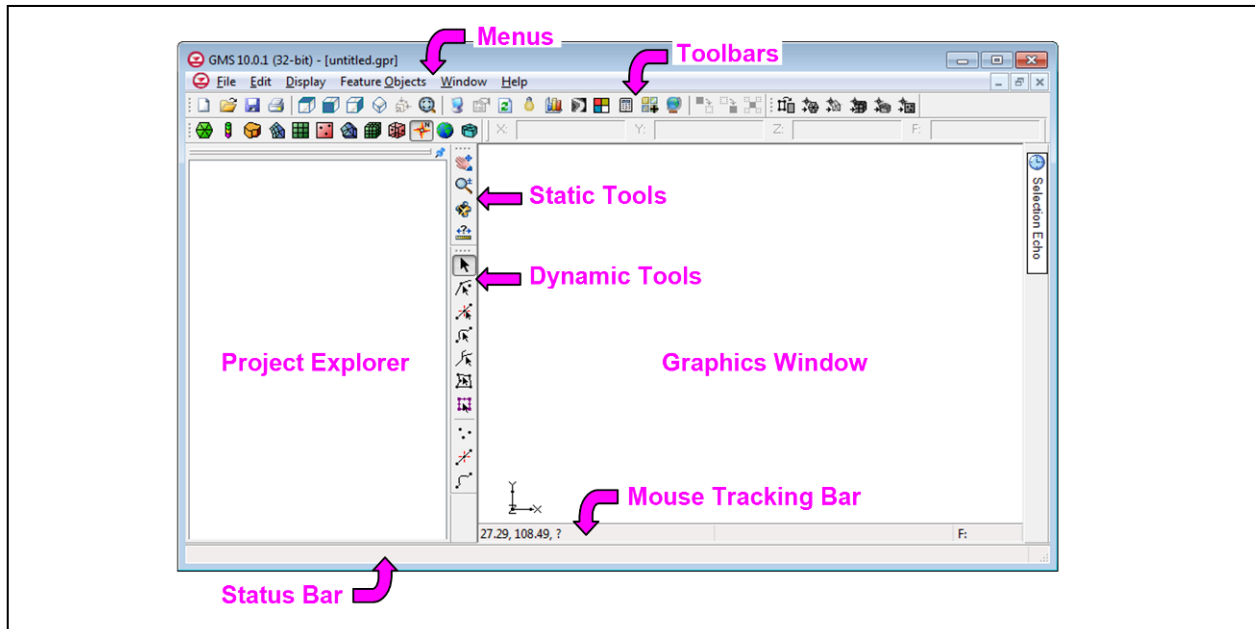 Menus
Toolbars
GMS 10.0.1 (32-bit) - [untitled.gpr]
File Edit Display Feature Objects Window Help
X: Y: Z: F:
Static Tools
Selection Echo
Dynamic Tools
Project Explorer
Graphics Window
Y
Z X
Mouse Tracking Bar
27.29, 108.49, ? F:
Status Bar